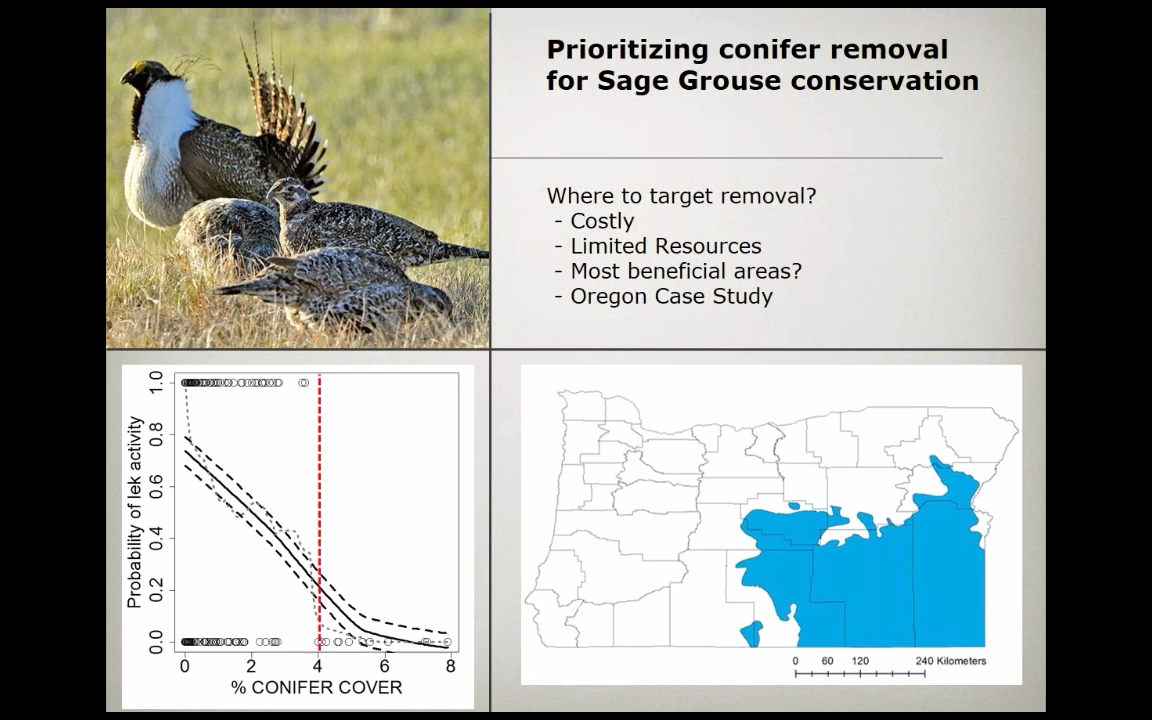 Prioritizing conifer removal
for Sage Grouse conservation
Where to target removal?
- Costly
- Limited Resources
- Most beneficial areas?
- Oregon Case Study
Probability of lek activity
1.0
0.8
0.6
0.4
0.2
0.0
0 2 4 6 8
% CONIFER COVER
0 60 120 240 Kilometers